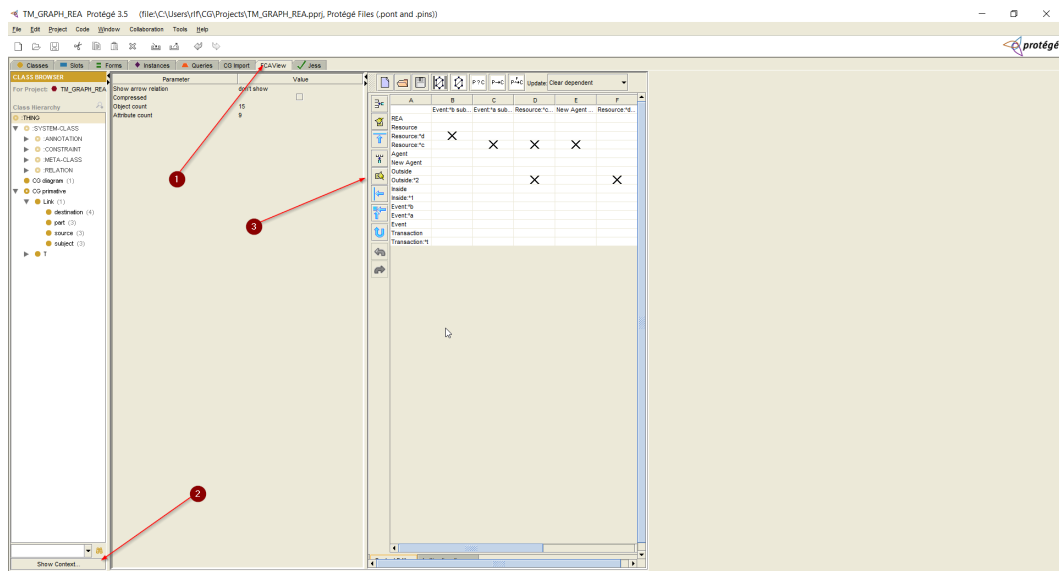 TM_GRAPH_REA Protégé 3.5 (file:\C:\Users\rlf\CG\Projects\TM_GRAPH_REA.pprj, Protégé Files (.pont and .pins))
File Edit Project Code Window Collaboration Tools Help
protégé
Classes Slots Forms Instances Queries CG Import FCAView Jess
CLASS BROWSER
For Project: TM_GRAPH_REA
Class Hierarchy
:THING
:SYSTEM-CLASS
:ANNOTATION
:CONSTRAINT
:META-CLASS
:RELATION
CG diagram (1)
CG primative
Link (1)
destination (4)
part (3)
source (3)
subject (3)
T
Show Context...
Parameter Value
Show arrow relation don't show
Compressed
Object count 15
Attribute count 9
1
2
3
P?C P→C P→C Update: Clear dependent
A B C D E F
Event:*b sub... Event:*a sub... Resource:*c... New Agent ... Resource:*d...
REA
Resource
Resource:*d X
Resource:*c X X X
Agent
New Agent
Outside
Outside:*2 X X
Inside
Inside:*1
Event:*b
Event:*a
Event
Transaction
Transaction:*t